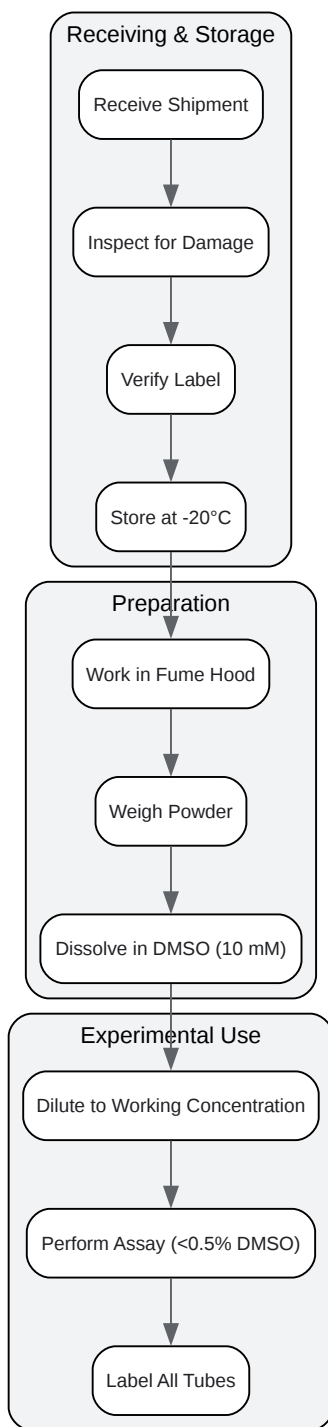 Receiving & Storage
Receive Shipment
Inspect for Damage
Verify Label
Store at -20°C
Preparation
Work in Fume Hood
Weigh Powder
Dissolve in DMSO (10 mM)
Experimental Use
Dilute to Working Concentration
Perform Assay (<0.5% DMSO)
Label All Tubes